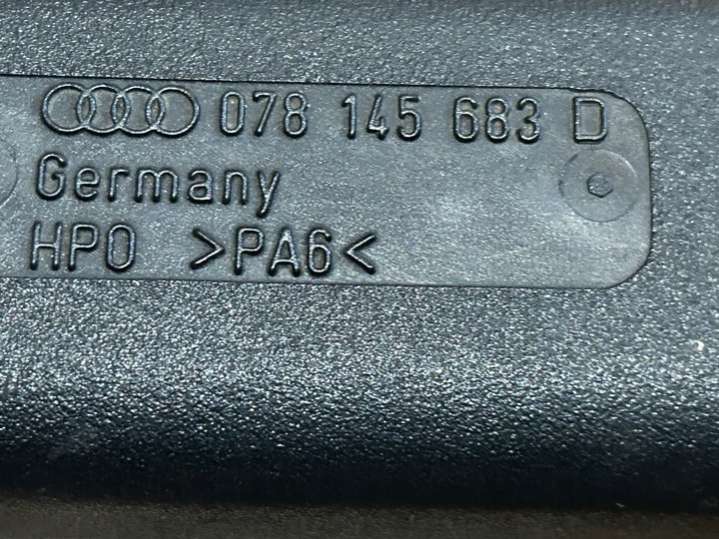 078 145 683 D
Germany
HPO >PA6<